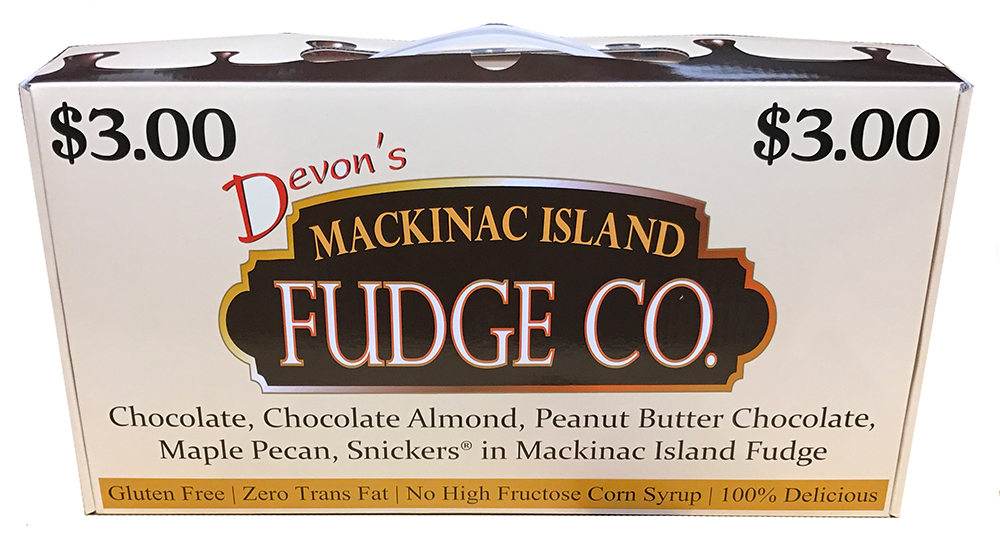 $3.00 $3.00
Devon's
MACKINAC ISLAND
FUDGE CO.
Chocolate, Chocolate Almond, Peanut Butter Chocolate,
Maple Pecan, Snickers® in Mackinac Island Fudge
Gluten Free | Zero Trans Fat | No High Fructose Corn Syrup | 100% Delicious